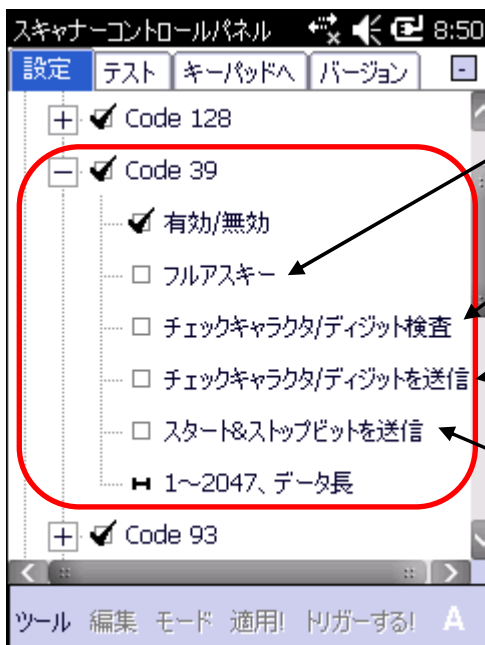 スキャナーコントロールパネル 8:50
設定 テスト キーパッドへ バージョン -
Code 128
Code 39
有効/無効
フルアスキー
チェックキャラクタ/ディジット検査
チェックキャラクタ/ディジットを送信
スタート&ストップビットを送信
1～2047、データ長
Code 93
ツール 編集 モード 適用! トリガーする! A